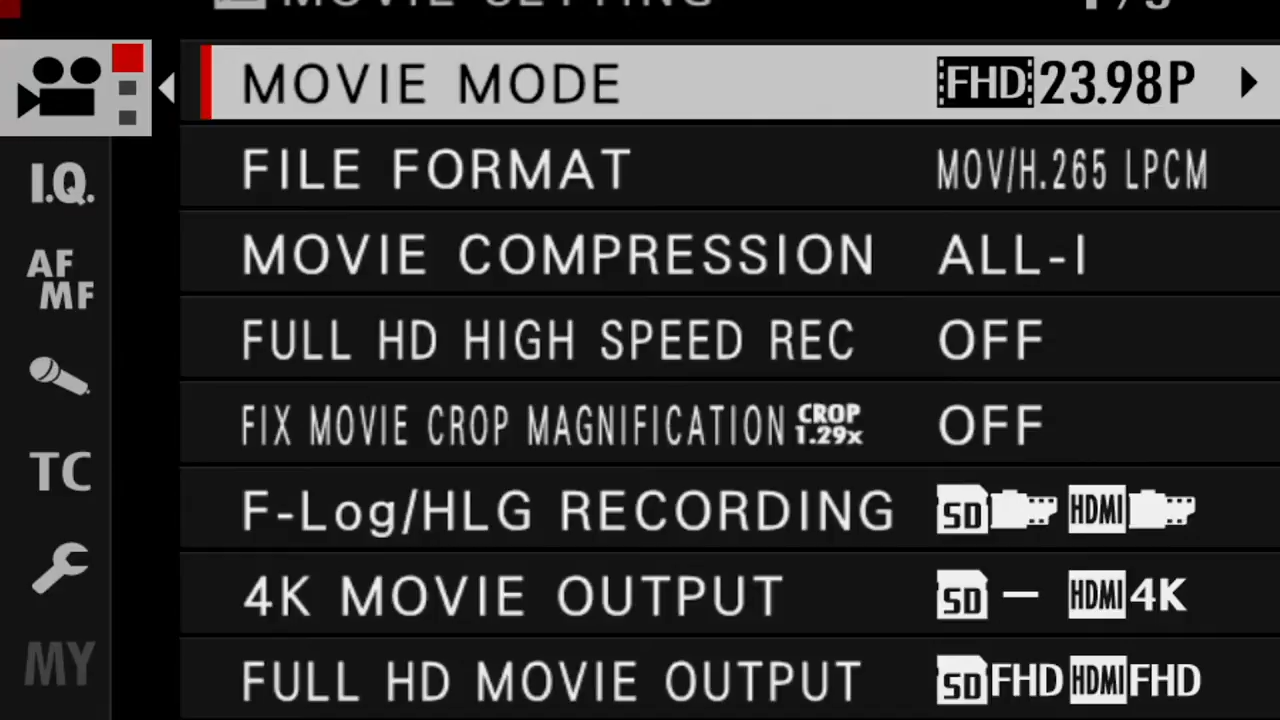 MOVIE SETTING
MOVIE MODE FHD 23.98P
I.Q.
FILE FORMAT MOV/H.265 LPCM
AF
MF
MOVIE COMPRESSION ALL-I
FULL HD HIGH SPEED REC OFF
FIX MOVIE CROP MAGNIFICATION CROP 1.29x OFF
TC
F-Log/HLG RECORDING SD HDMI
4K MOVIE OUTPUT SD — HDMI 4K
MY
FULL HD MOVIE OUTPUT SD FHD HDMI FHD